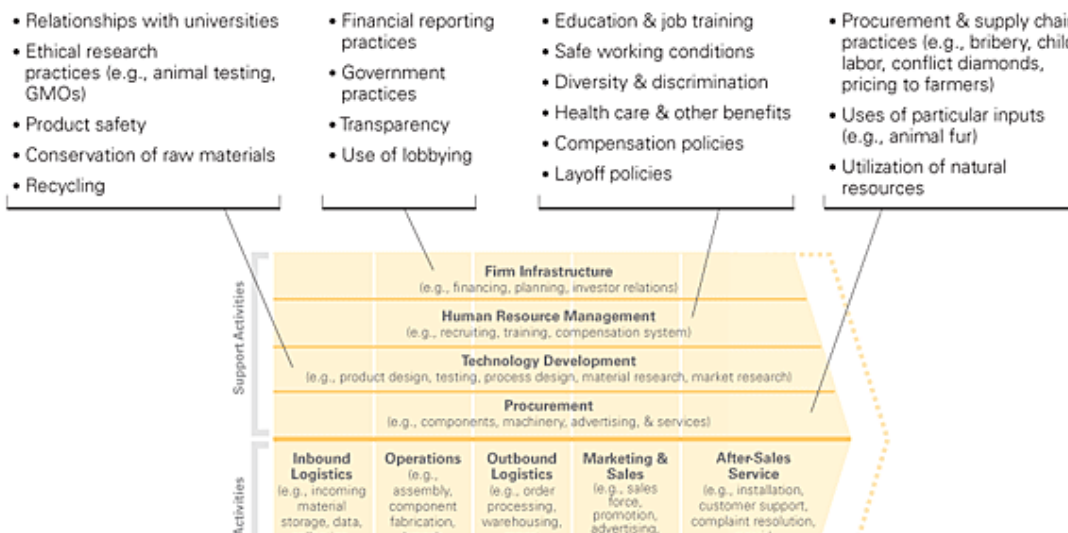 • Relationships with universities
• Ethical research
practices (e.g., animal testing,
GMOs)
• Product safety
• Conservation of raw materials
• Recycling
• Financial reporting
practices
• Government
practices
• Transparency
• Use of lobbying
• Education & job training
• Safe working conditions
• Diversity & discrimination
• Health care & other benefits
• Compensation policies
• Layoff policies
• Procurement & supply chain
practices (e.g., bribery, child
labor, conflict diamonds,
pricing to farmers)
• Uses of particular inputs
(e.g., animal fur)
• Utilization of natural
resources
Support Activities
Firm Infrastructure
(e.g., financing, planning, investor relations)
Human Resource Management
(e.g., recruiting, training, compensation system)
Technology Development
(e.g., product design, testing, process design, material research, market research)
Procurement
(e.g., components, machinery, advertising, & services)
Activities
Inbound
Logistics
(e.g., incoming
material
storage, data,
Operations
(e.g.,
assembly,
component
fabrication,
Outbound
Logistics
(e.g., order
processing,
warehousing,
Marketing &
Sales
(e.g., sales
force,
promotion,
advertising,
After-Sales
Service
(e.g., installation,
customer support,
complaint resolution,